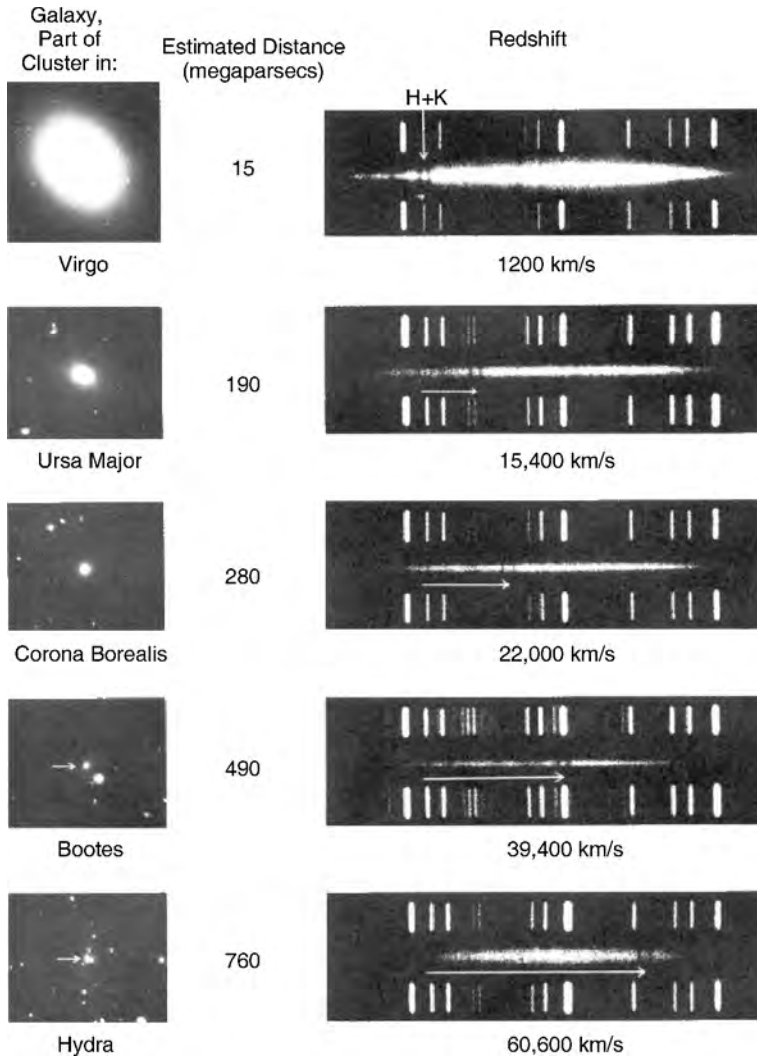 Galaxy,
Part of
Cluster in:
Estimated Distance
(megaparsecs)
Redshift
H+K
15
Virgo
1200 km/s
190
Ursa Major
15,400 km/s
280
Corona Borealis
22,000 km/s
490
Bootes
39,400 km/s
760
Hydra
60,600 km/s